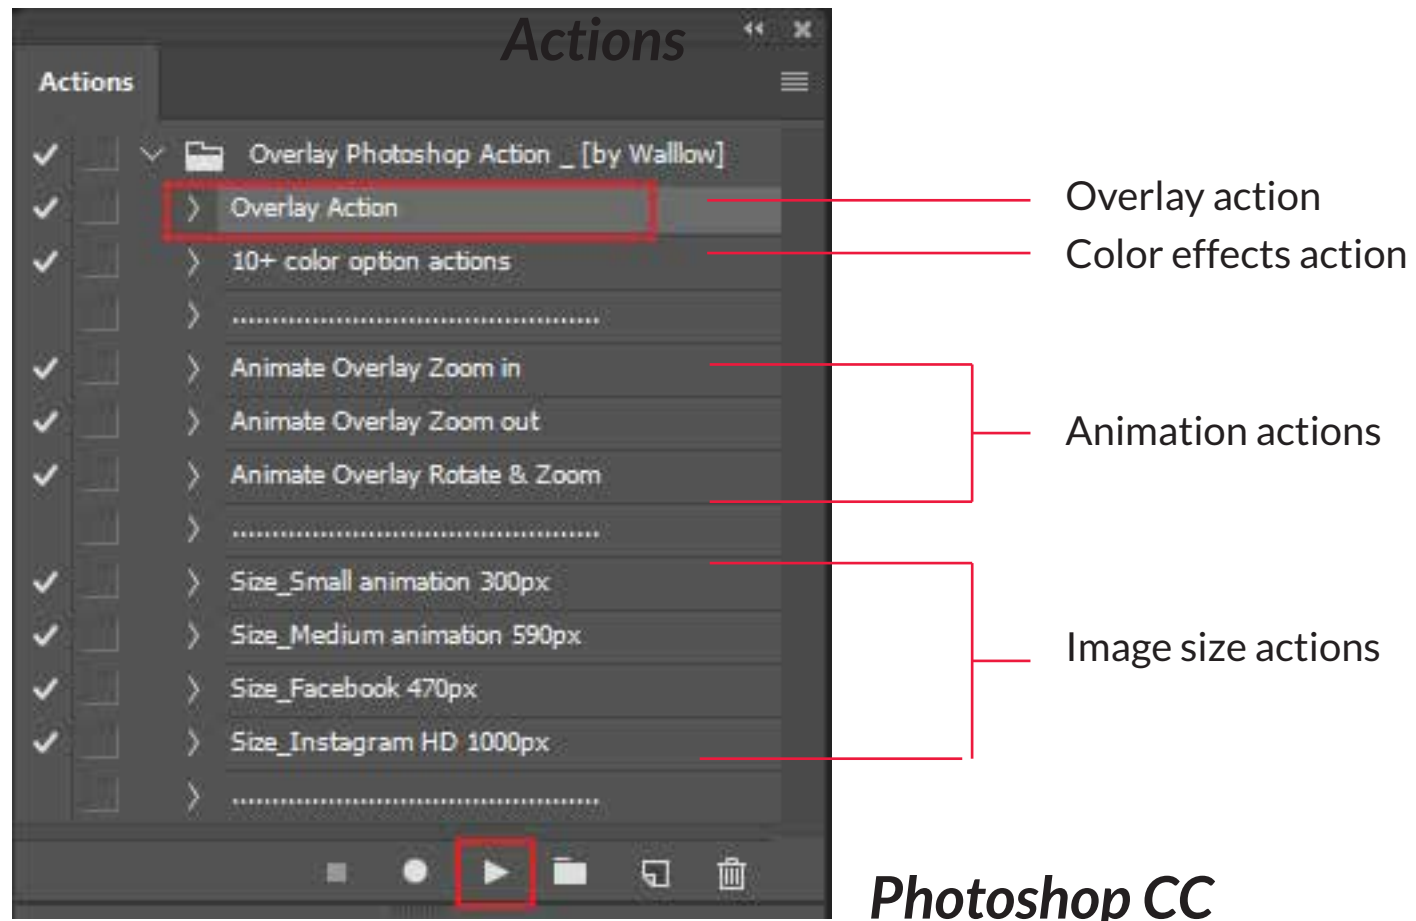 Actions
Actions
Overlay Photoshop Action _ [by Walllow]
Overlay Action
10+ color option actions
..............................................
Animate Overlay Zoom in
Animate Overlay Zoom out
Animate Overlay Rotate & Zoom
..............................................
Size_Small animation 300px
Size_Medium animation 590px
Size_Facebook 470px
Size_Instagram HD 1000px
..............................................
Overlay action
Color effects action
Animation actions
Image size actions
Photoshop CC